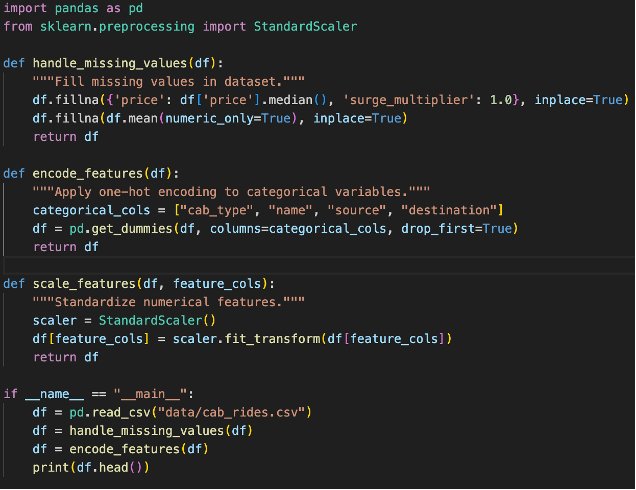 import pandas as pd
from sklearn.preprocessing import StandardScaler

def handle_missing_values(df):
    """Fill missing values in dataset."""
    df.fillna({'price': df['price'].median(), 'surge_multiplier': 1.0}, inplace=True)
    df.fillna(df.mean(numeric_only=True), inplace=True)
    return df

def encode_features(df):
    """Apply one-hot encoding to categorical variables."""
    categorical_cols = ["cab_type", "name", "source", "destination"]
    df = pd.get_dummies(df, columns=categorical_cols, drop_first=True)
    return df

def scale_features(df, feature_cols):
    """Standardize numerical features."""
    scaler = StandardScaler()
    df[feature_cols] = scaler.fit_transform(df[feature_cols])
    return df

if __name__ == "__main__":
    df = pd.read_csv("data/cab_rides.csv")
    df = handle_missing_values(df)
    df = encode_features(df)
    print(df.head())